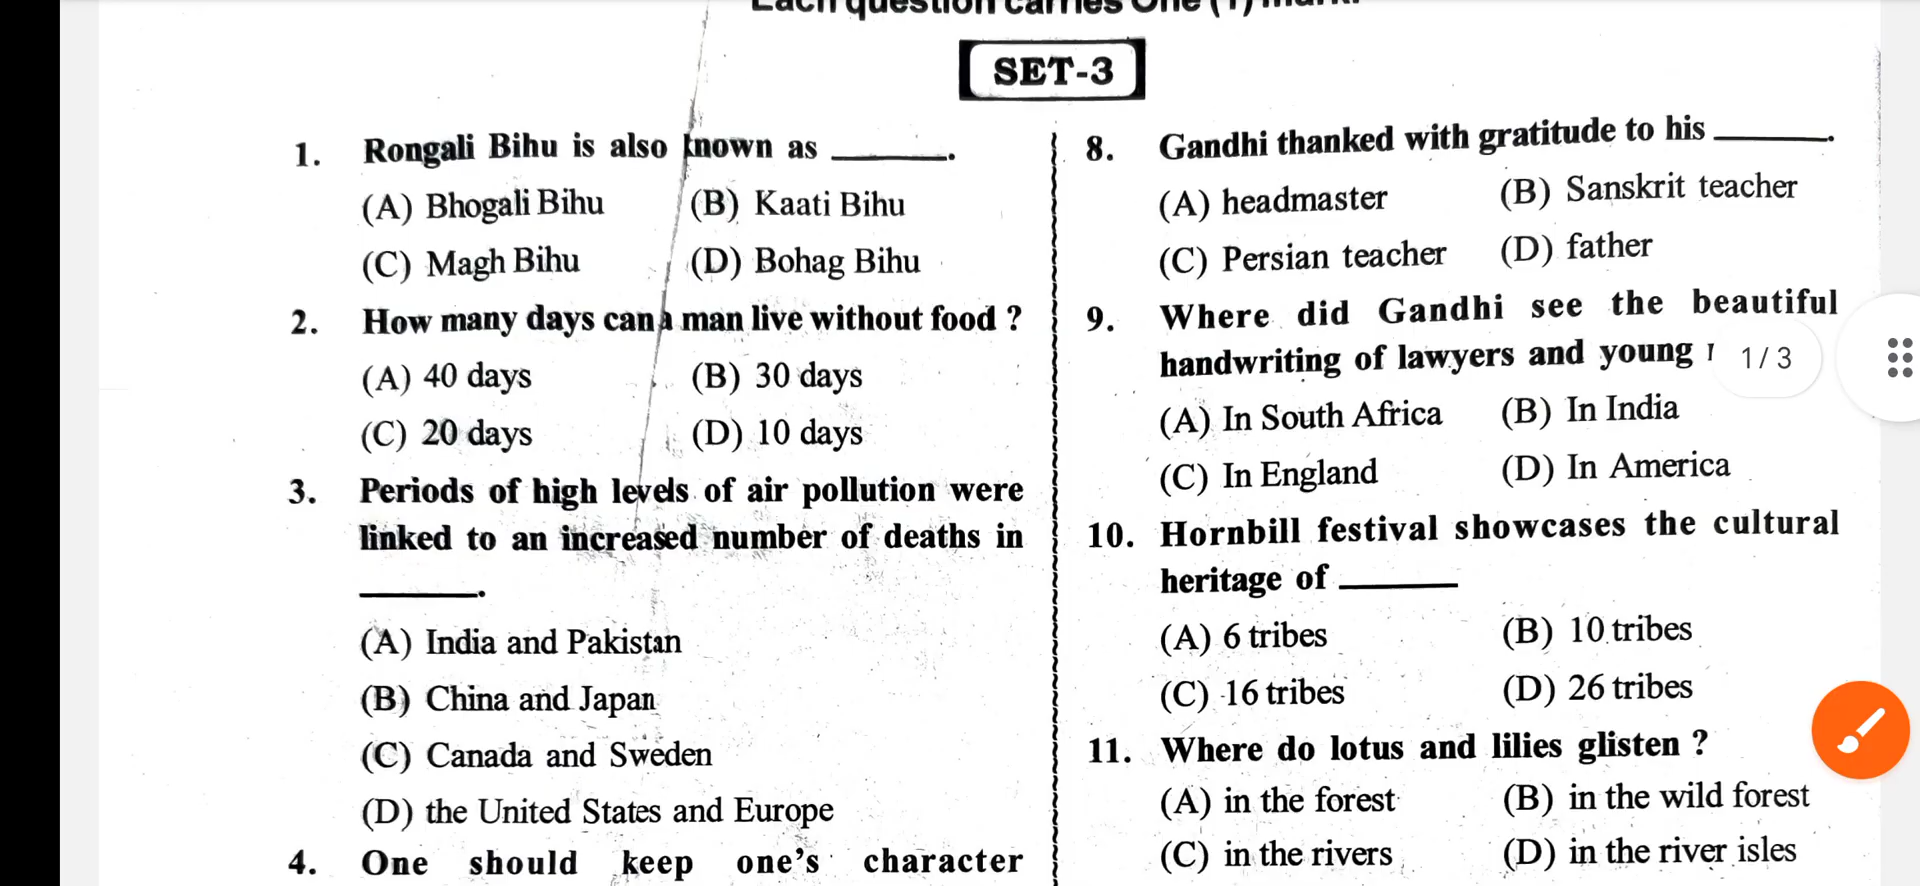 Each question carries One (1) mark.
SET-3
1. Rongali Bihu is also known as ______.
(A) Bhogali Bihu (B) Kaati Bihu
(C) Magh Bihu (D) Bohag Bihu
2. How many days can a man live without food ?
(A) 40 days (B) 30 days
(C) 20 days (D) 10 days
3. Periods of high levels of air pollution were
linked to an increased number of deaths in
______.
(A) India and Pakistan
(B) China and Japan
(C) Canada and Sweden
(D) the United States and Europe
4. One should keep one's character
8. Gandhi thanked with gratitude to his ______.
(A) headmaster (B) Sanskrit teacher
(C) Persian teacher (D) father
9. Where did Gandhi see the beautiful
handwriting of lawyers and young
1/3
(A) In South Africa (B) In India
(C) In England (D) In America
10. Hornbill festival showcases the cultural
heritage of ______
(A) 6 tribes (B) 10 tribes
(C) 16 tribes (D) 26 tribes
11. Where do lotus and lilies glisten ?
(A) in the forest (B) in the wild forest
(C) in the rivers (D) in the river isles